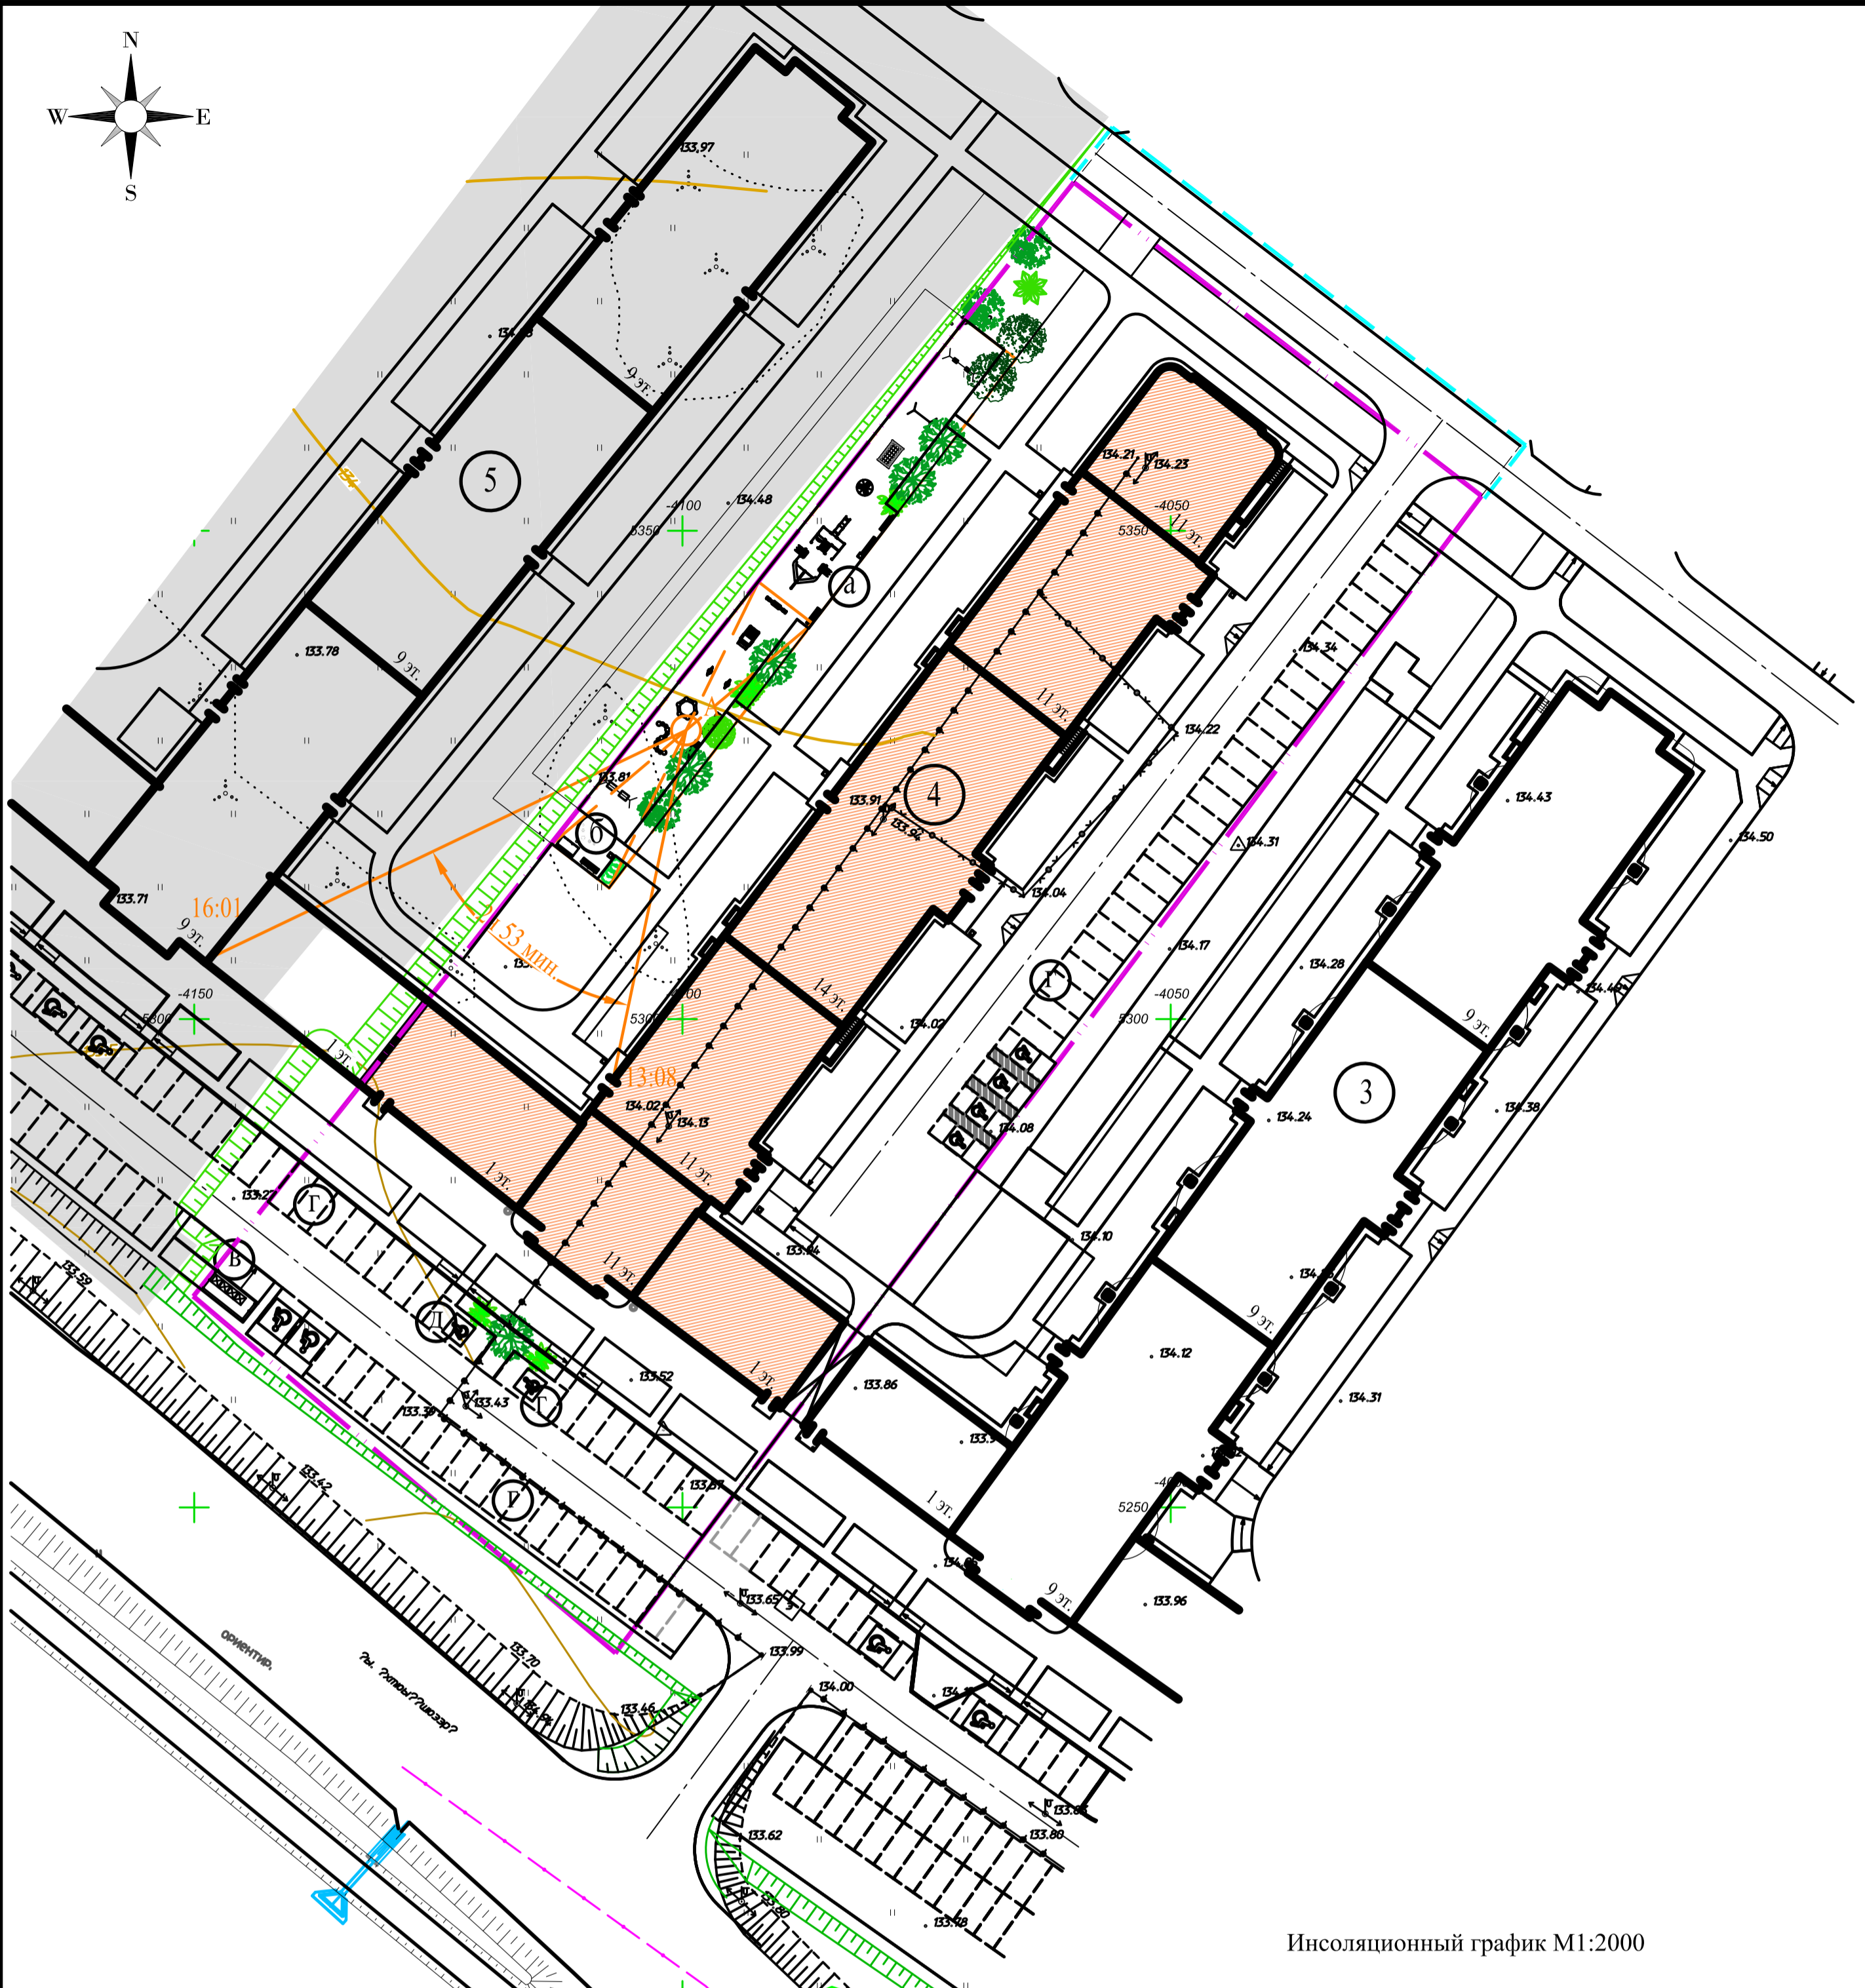 N
W
E
S
133.97
9 эт.
5
134
134.48
-4100
5350
134.21
134.23
-4050
5350
11 эт.
а
133.78
9 эт.
134.34
11 эт.
134.22
А
133.81
133.91
4
133.94
134.43
134.31
134.50
б
16:01
133.71
9 эт.
134.04
134.17
53 мин.
134.28
Г
14 эт.
-4150
-4050
5300
134.02
9 эт.
1 эт.
13:08
134.02
134.13
134.08
134.24
3
134.38
11 эт.
1 эт.
133.27
Г
134.10
В
11 эт.
133.59
Д
9 эт.
134.12
133.52
1 эт.
133.86
134.31
133.43
Г
133.42
Г
1 эт.
5250
133.96
9 эт.
133.65
ОРИЕНТИР.
133.70
133.99
134.00
133.46
133.80
133.62
133.80
133.78
Инсоляционный график М1:2000